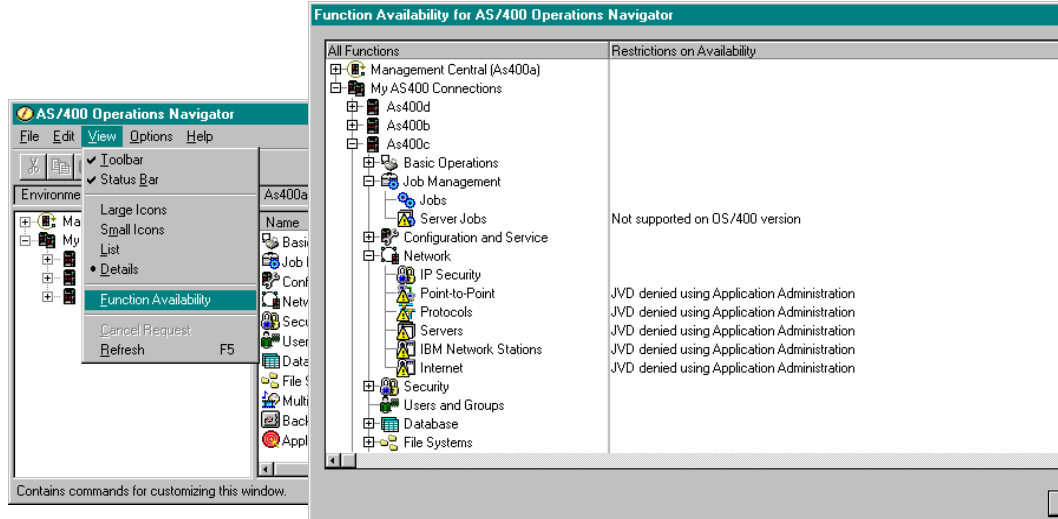 AS/400 Operations Navigator
File Edit View Options Help
Toolbar
Status Bar
Large Icons
Small Icons
List
Details
Function Availability
Cancel Request
Refresh F5
As400a
Name
Contains commands for customizing this window.
Function Availability for AS/400 Operations Navigator
All Functions Restrictions on Availability
Management Central (As400a)
My AS400 Connections
As400d
As400b
As400c
Basic Operations
Job Management
Jobs
Server Jobs Not supported on OS/400 version
Configuration and Service
Network
IP Security
Point-to-Point JVD denied using Application Administration
Protocols JVD denied using Application Administration
Servers JVD denied using Application Administration
IBM Network Stations JVD denied using Application Administration
Internet JVD denied using Application Administration
Security
Users and Groups
Database
File Systems